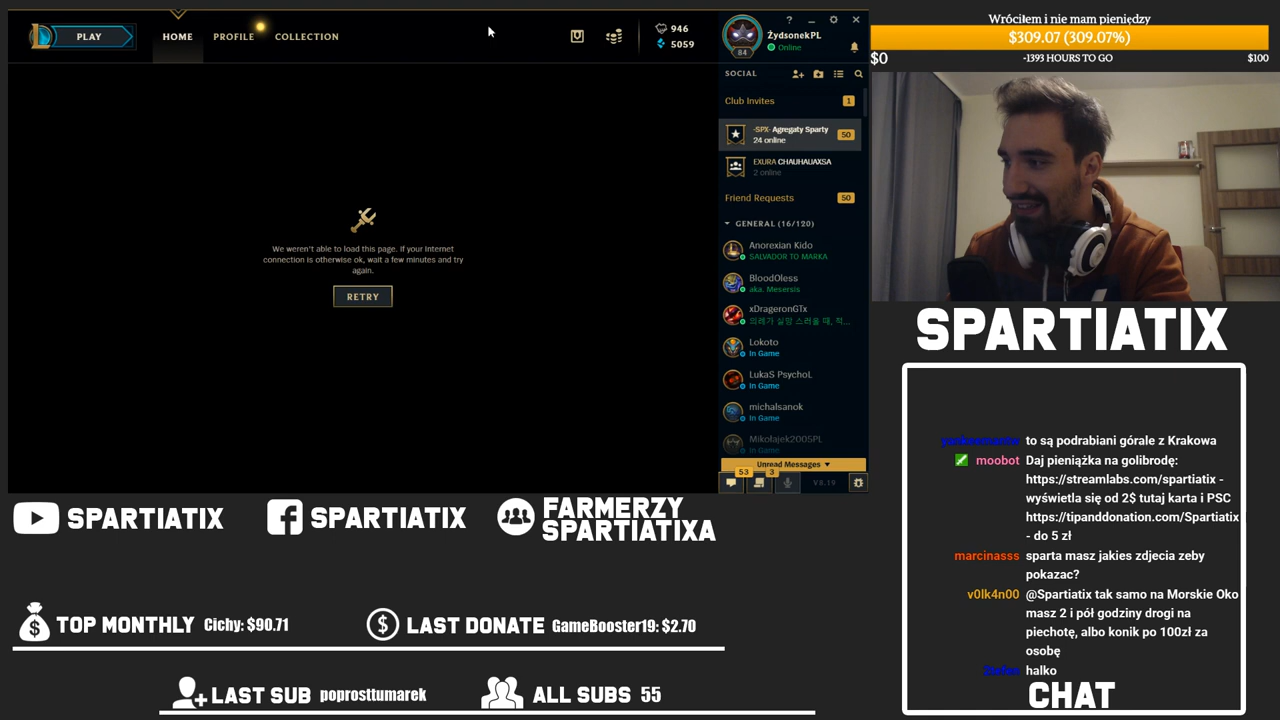 PLAY
HOME
PROFILE
COLLECTION
946
5059
84
ŻydsonekPL
Online
SOCIAL
Club Invites 1
-SPX- Agregaty Sparty
24 online
50
EXURA CHAUHAUAXSA
2 online
Friend Requests 50
GENERAL (16/120)
Anorexian Kido
SALVADOR TO MARKA
BloodOless
aka. Mesersis
xDrageronGTx
Lokoto
In Game
LukaS PsychoL
In Game
michalsanok
In Game
Mikołajek2005PL
In Game
Unread Messages
53
3
V8.19
We weren't able to load this page. If your Internet
connection is otherwise ok, wait a few minutes and try
again.
RETRY
Wróciłem i nie mam pieniędzy
$309.07 (309.07%)
$0
-1393 HOURS TO GO
$100
SPARTIATIX
to są podrabiani górale z Krakowa
moobot Daj pieniążka na golibrodę:
https://streamlabs.com/spartiatix -
wyświetla się od 2$ tutaj karta i PSC
https://tipanddonation.com/Spartiatix
- do 5 zł
marcinasss sparta masz jakies zdjecia zeby
pokazac?
v0lk4n00 @Spartiatix tak samo na Morskie Oko
masz 2 i pół godziny drogi na
piechotę, albo konik po 100zł za
osobę
halko
CHAT
SPARTIATIX
SPARTIATIX
FARMERZY
SPARTIATIXA
TOP MONTHLY Cichy: $90.71
LAST DONATE GameBooster19: $2.70
LAST SUB poprosttumarek
ALL SUBS 55